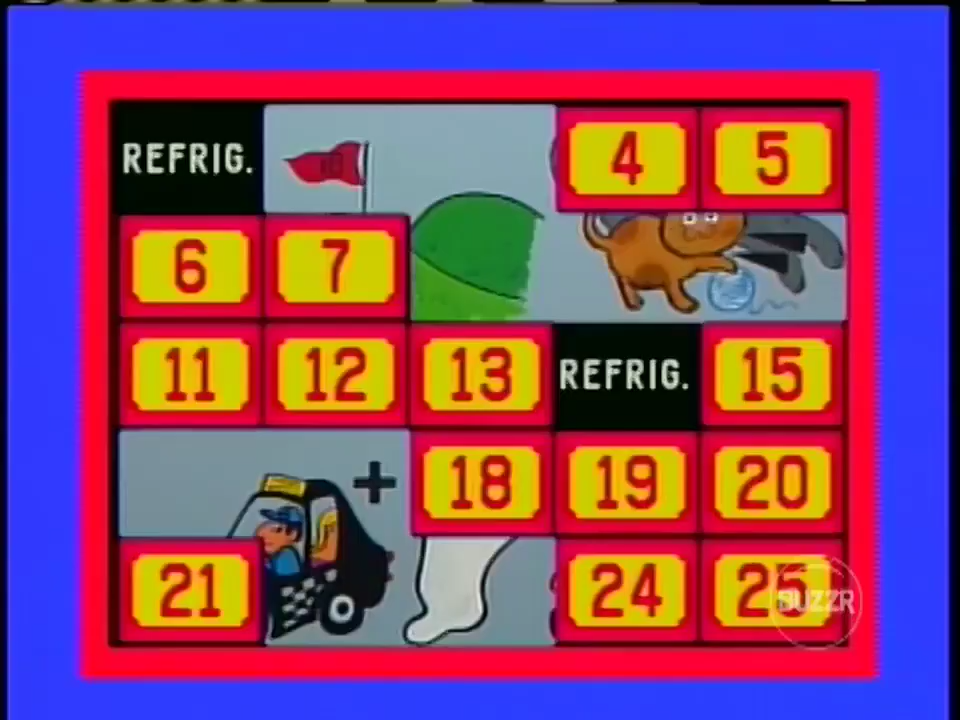 REFRIG. 4 5
6 7
11 12 13 REFRIG. 15
+ 18 19 20
21 24 25
BUZZR